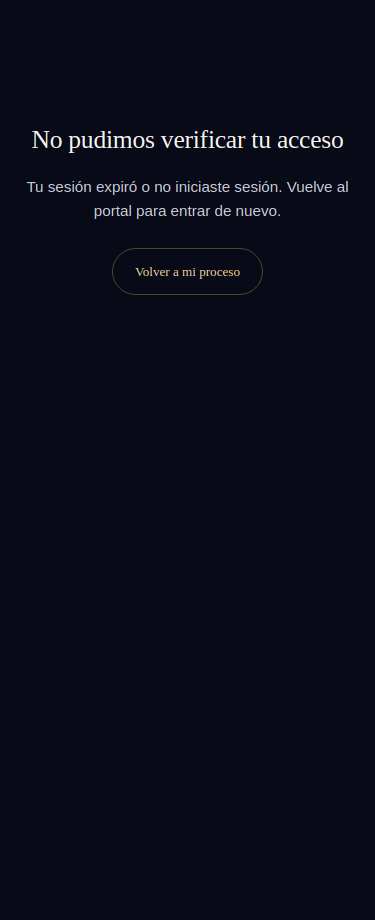 No pudimos verificar tu acceso
Tu sesión expiró o no iniciaste sesión. Vuelve al
portal para entrar de nuevo.
Volver a mi proceso